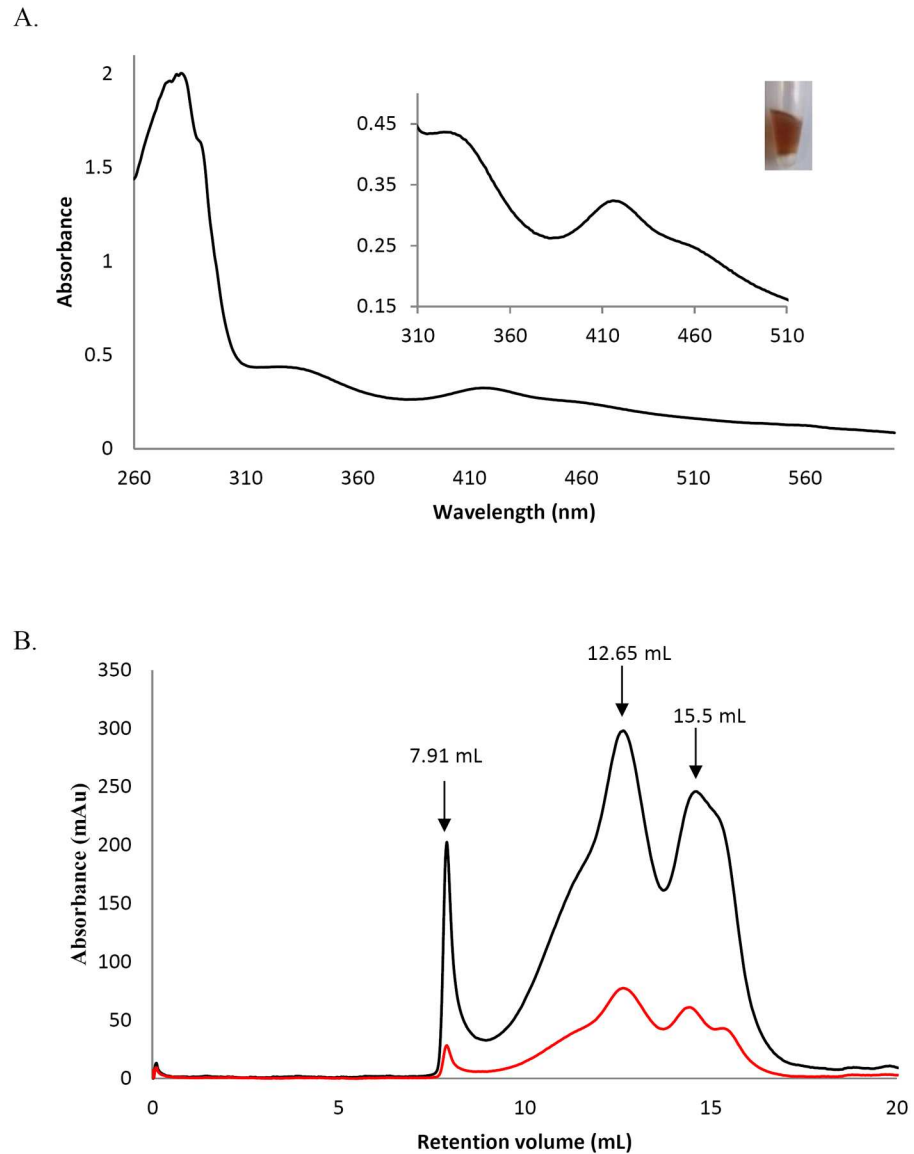 A.
2
1.5
1
0.5
0
Absorbance
260 310 360 410 460 510 560
Wavelength (nm)
0.45
0.35
0.25
0.15
310 360 410 460 510
B.
350
300
250
200
150
100
50
0
Absorbance (mAu)
7.91 mL
12.65 mL
15.5 mL
0 5 10 15 20
Retention volume (mL)